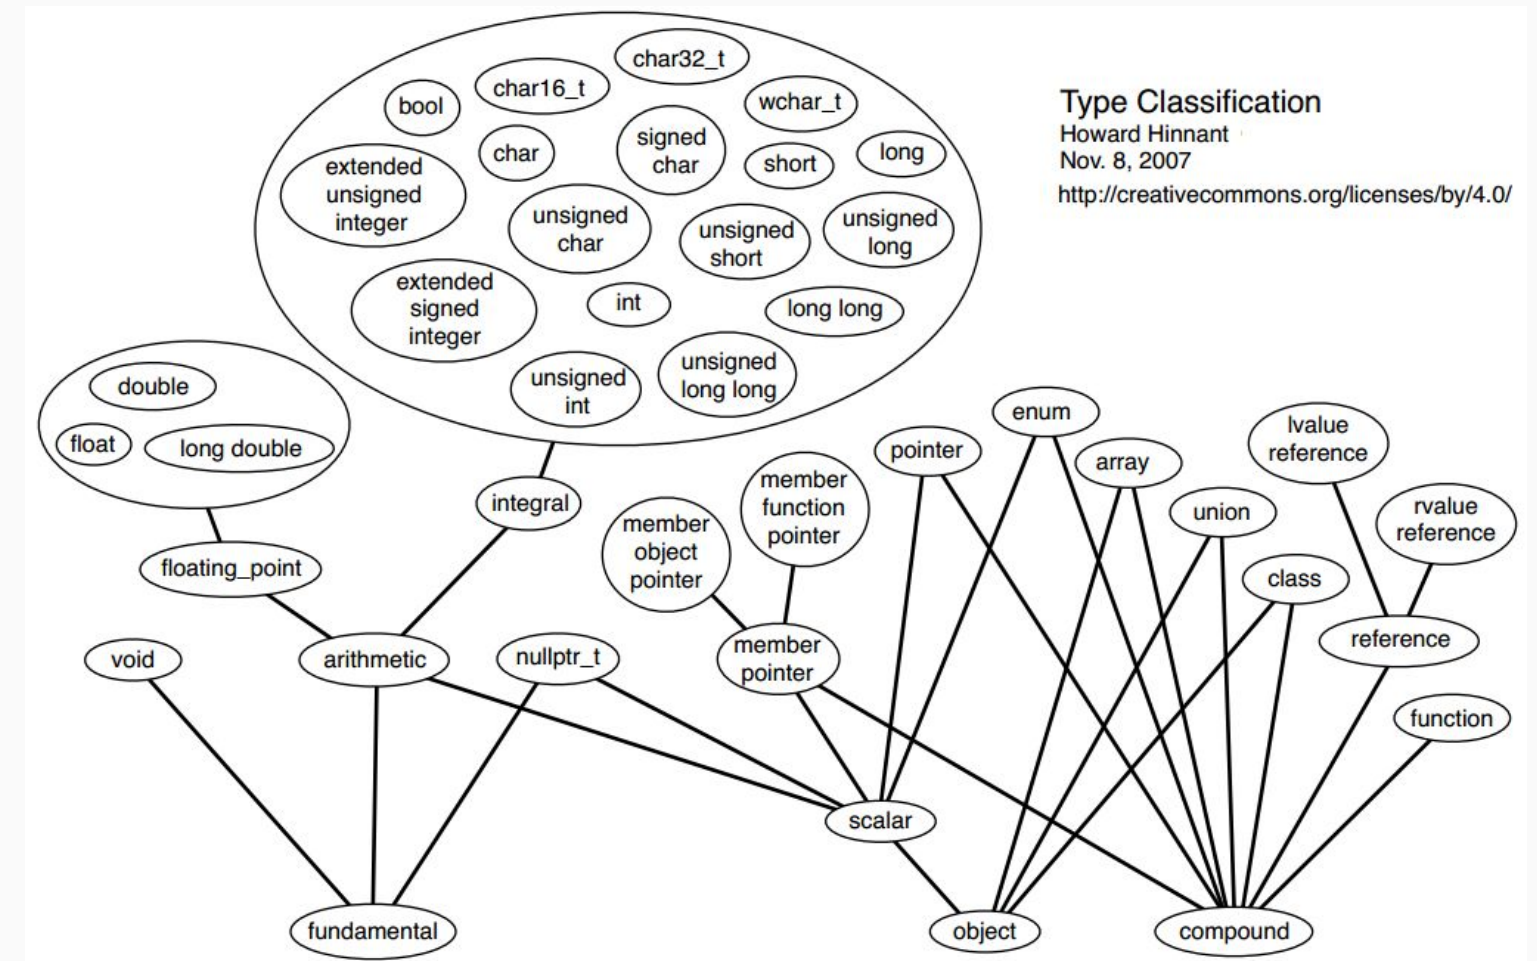 char32_t
char16_t
bool
wchar_t
Type Classification
Howard Hinnant
Nov. 8, 2007
http://creativecommons.org/licenses/by/4.0/
extended
unsigned
integer
char
signed
char
short
long
unsigned
char
unsigned
short
unsigned
long
extended
signed
integer
int
long long
unsigned
int
unsigned
long long
double
float
long double
enum
pointer
array
lvalue
reference
integral
member
object
pointer
member
function
pointer
union
rvalue
reference
floating_point
class
void
arithmetic
nullptr_t
member
pointer
reference
function
scalar
fundamental
object
compound